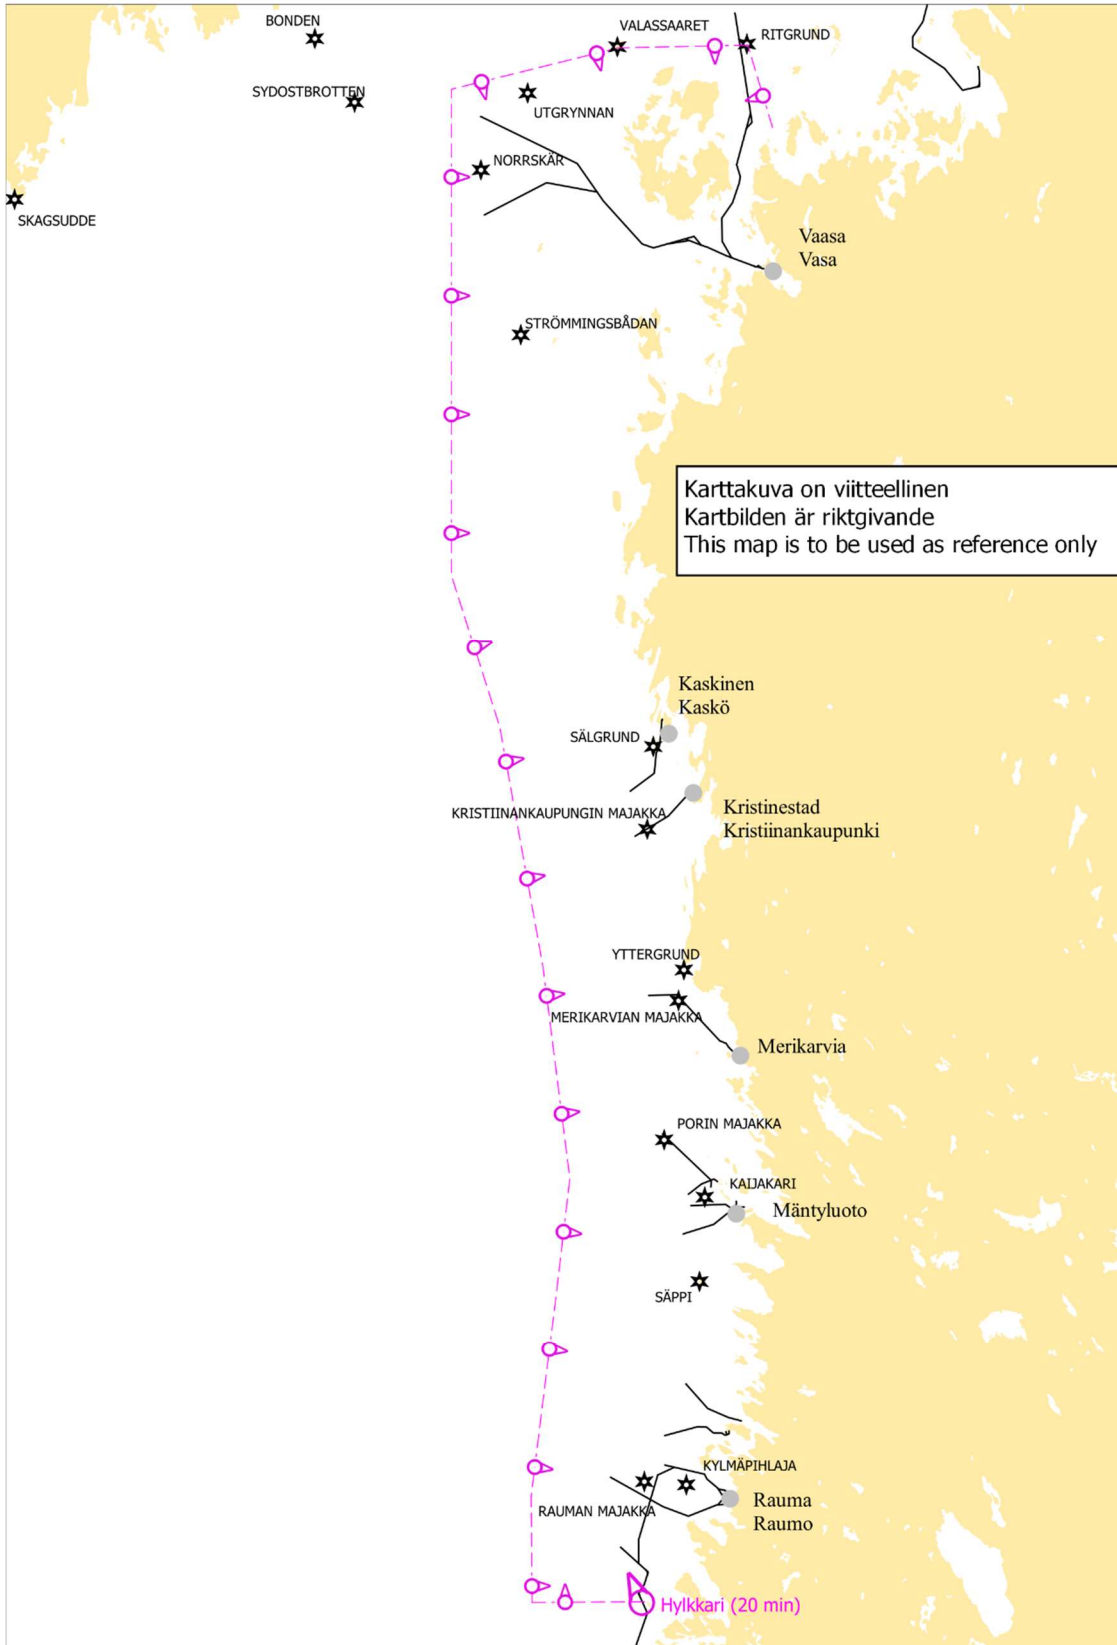 BONDEN
VALASSAARET
RITGRUND
SYDOSTBROTTEN
UTGRYNNAN
NORRSKÄR
SKAGSUDDE
Vaasa
Vasa
STRÖMMINGSBÅDAN
Karttakuva on viitteellinen
Kartbilden är riktgivande
This map is to be used as reference only
Kaskinen
Kaskö
SÄLGRUND
KRISTIINANKAUPUNGIN MAJAKKA
Kristinestad
Kristiinankaupunki
YTTERGRUND
MERIKARVIAN MAJAKKA
Merikarvia
PORIN MAJAKKA
KAIJAKARI
Mäntyluoto
SÄPPI
KYLMÄPIHLAJA
RAUMAN MAJAKKA
Rauma
Raumo
Hylkkari (20 min)